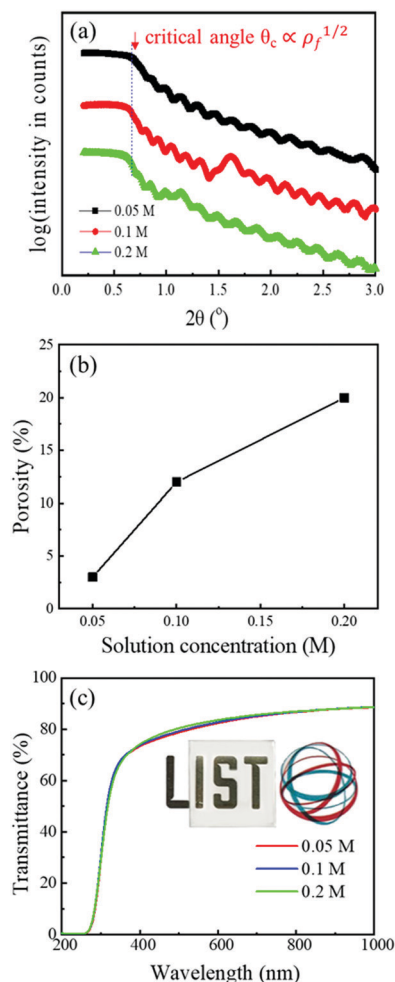 (a)
critical angle θc ∝ ρf^1/2
log(intensity in counts)
0.05 M
0.1 M
0.2 M
0.0 0.5 1.0 1.5 2.0 2.5 3.0
2θ (°)
(b)
25
20
15
10
5
0
Porosity (%)
0.05 0.10 0.15 0.20
Solution concentration (M)
(c)
100
80
60
40
20
0
Transmittance (%)
LIST
0.05 M
0.1 M
0.2 M
200 400 600 800 1000
Wavelength (nm)